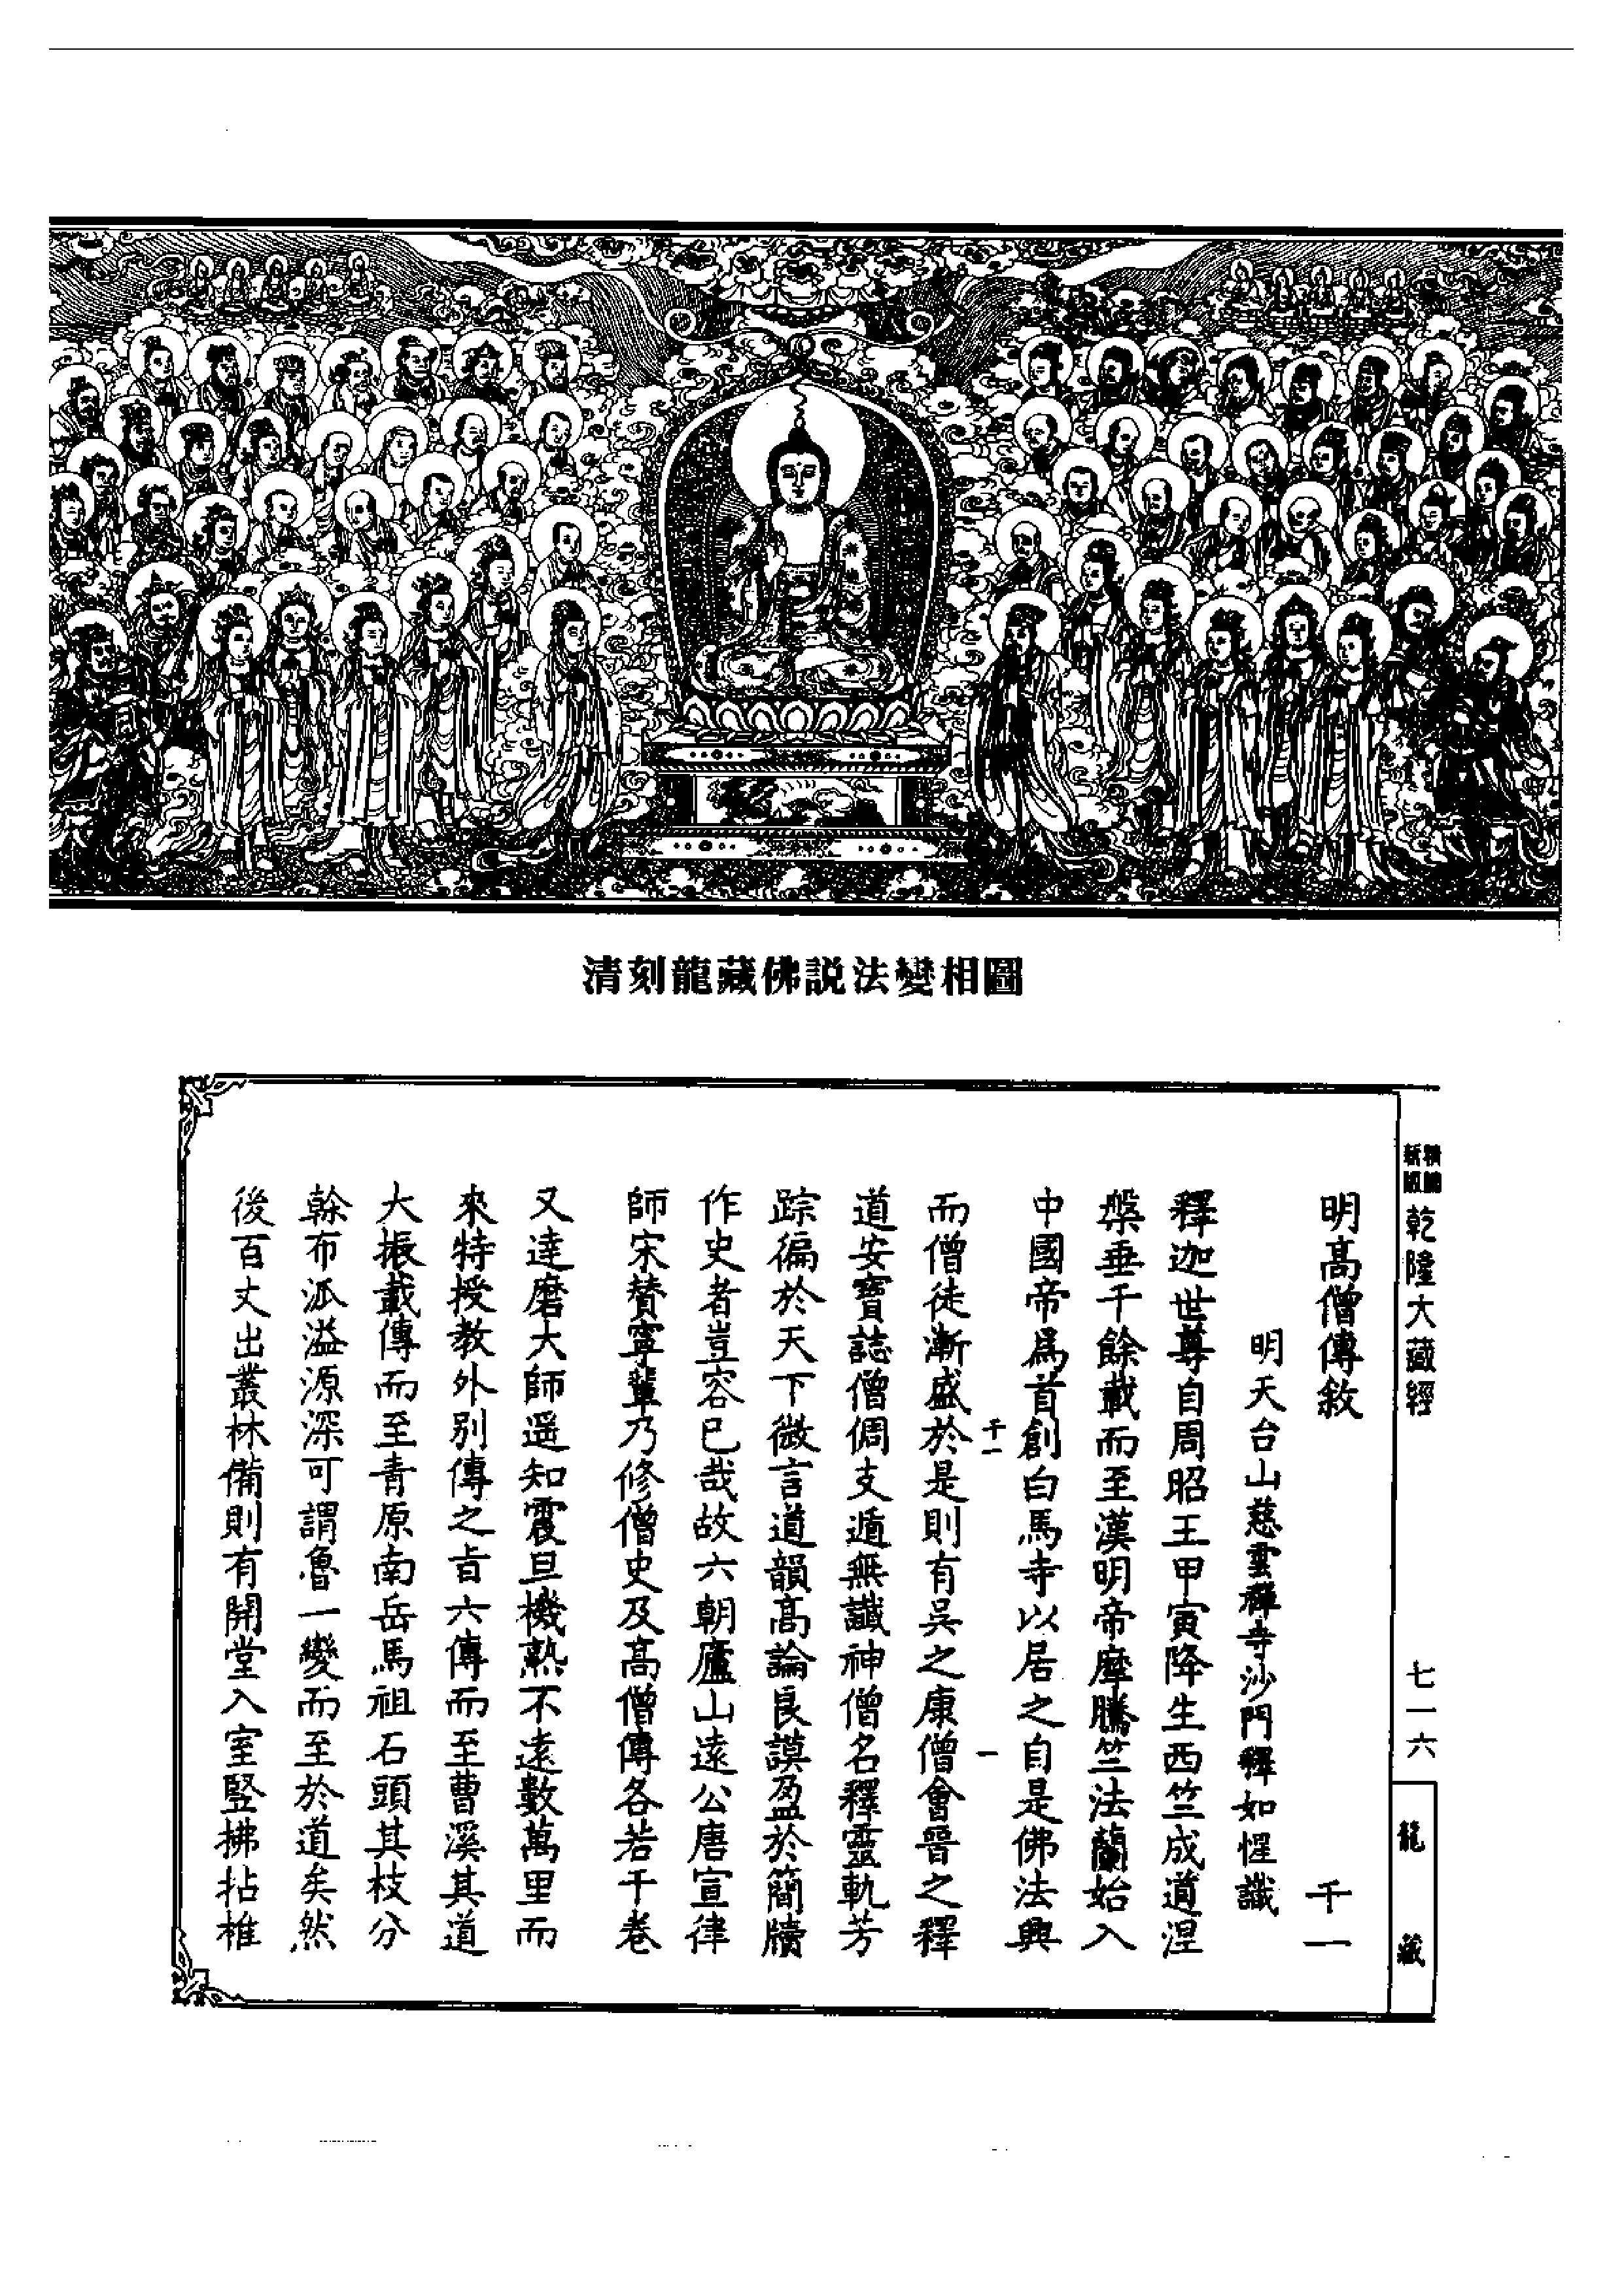 清刻龍藏佛説法變相圖
乾隆大藏經
七一六
龍藏
明髙僧傳敘 千一
明天台山慈雲禪寺沙門釋如惺譔
釋迦世尊自周昭王甲寅降生西竺成道涅
槃垂千餘載而至漢明帝摩騰竺法蘭始入
中國帝爲首創白馬寺以居之自是佛法興
千一 一
而僧徒漸盛於是則有吳之康僧會晉之釋
道安寶誌僧倜支遁無讖神僧名釋靈軌芳
踪徧於天下微言道韻髙論良謨盈於簡牘
作史者豈容已哉故六朝廬山遠公唐宣律
師宋賛寧輩乃修僧史及髙僧傳各若干卷
又達磨大師遥知震旦機熟不遠數萬里而
來特授教外別傳之旨六傳而至曹溪其道
大振載傳而至青原南岳馬祖石頭其枝分
榦布派溢源深可謂魯一變而至於道矣然
後百丈出叢林備則有開堂入室竪拂拈椎